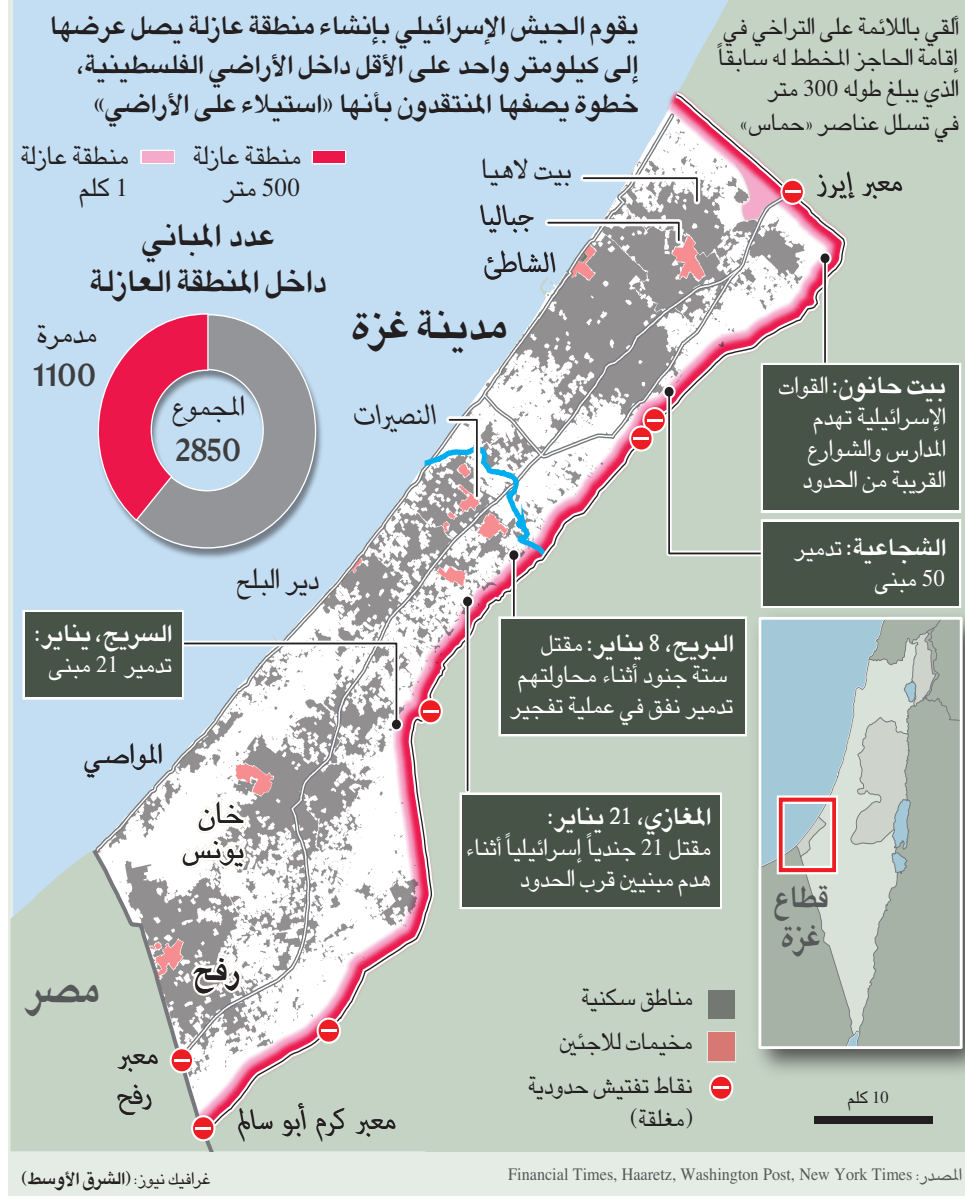 يقوم الجيش الإسرائيلي بإنشاء منطقة عازلة يصل عرضها
إلى كيلومتر واحد على الأقل داخل الأراضي الفلسطينية،
خطوة يصفها المنتقدون بأنها «استيلاء على الأراضي»
ألقي باللائمة على التراخي في
إقامة الحاجز المخطط له سابقاً
الذي يبلغ طوله 300 متر
في تسلل عناصر «حماس»
منطقة عازلة
500 متر
منطقة عازلة
1 كلم
عدد المباني
داخل المنطقة العازلة
مدمرة
1100
المجموع
2850
معبر إيرز
بيت لاهيا
جباليا
الشاطئ
مدينة غزة
النصيرات
دير البلح
المواصي
خان
يونس
رفح
مصر
معبر
رفح
معبر كرم أبو سالم
بيت حانون: القوات
الإسرائيلية تهدم
المدارس والشوارع
القريبة من الحدود
الشجاعية: تدمير
50 مبنى
البريج، 8 يناير: مقتل
ستة جنود أثناء محاولتهم
تدمير نفق في عملية تفجير
السريج، يناير:
تدمير 21 مبنى
المغازي، 21 يناير:
مقتل 21 جندياً إسرائيلياً أثناء
هدم مبنيين قرب الحدود
قطاع
غزة
مناطق سكنية
مخيمات للاجئين
نقاط تفتيش حدودية
(مغلقة)
10 كلم
المصدر: Financial Times, Haaretz, Washington Post, New York Times
غرافيك نيوز: (الشرق الأوسط)